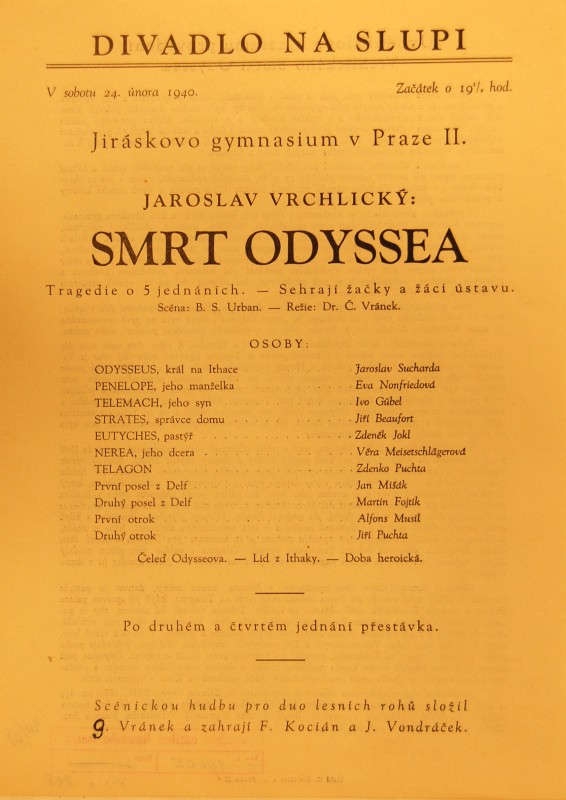 DIVADLO NA SLUPI
V sobotu 24. února 1940. Začátek o 19½ hod.
Jiráskovo gymnasium v Praze II.
JAROSLAV VRCHLICKÝ:
SMRT ODYSSEA
Tragedie o 5 jednáních. — Sehrají žačky a žáci ústavu.
Scéna: B. S. Urban. — Režie: Dr. Č. Vránek.
OSOBY:
ODYSSEUS, král na Ithace . . . . . . . . . . Jaroslav Sucharda
PENELOPE, jeho manželka . . . . . . . . . . Eva Nonfriedová
TELEMACH, jeho syn . . . . . . . . . . Ivo Gübel
STRATES, správce domu . . . . . . . . . . Jiří Beaufort
EUTYCHES, pastýř . . . . . . . . . . Zdeněk Jokl
NEREA, jeho dcera . . . . . . . . . . Věra Meisetschlägerová
TELAGON . . . . . . . . . . Zdenko Puchta
První posel z Delf . . . . . . . . . . Jan Mišák
Druhý posel z Delf . . . . . . . . . . Martin Fojtík
První otrok . . . . . . . . . . Alfons Musil
Druhý otrok . . . . . . . . . . Jiří Puchta
Čeleď Odysseova. — Lid z Ithaky. — Doba heroická.
Po druhém a čtvrtém jednání přestávka.
Scénickou hudbu pro duo lesních rohů složil
g. Vránek a zahrají F. Kocián a J. Vondráček.